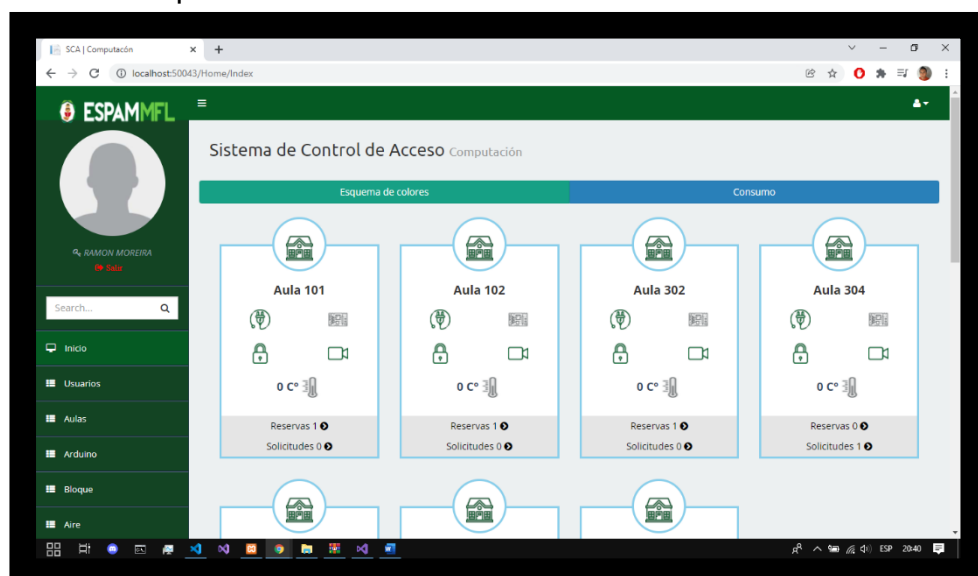 SCA | Computacón
localhost:50043/Home/Index
ESPAMMFL
Sistema de Control de Acceso Computación
Esquema de colores
Consumo
RAMON MOREIRA
Salir
Search...
Inicio
Usuarios
Aulas
Arduino
Bloque
Aire
Aula 101
0 C°
Reservas 1
Solicitudes 0
Aula 102
0 C°
Reservas 1
Solicitudes 0
Aula 302
0 C°
Reservas 1
Solicitudes 0
Aula 304
0 C°
Reservas 0
Solicitudes 1
ESP 20:40